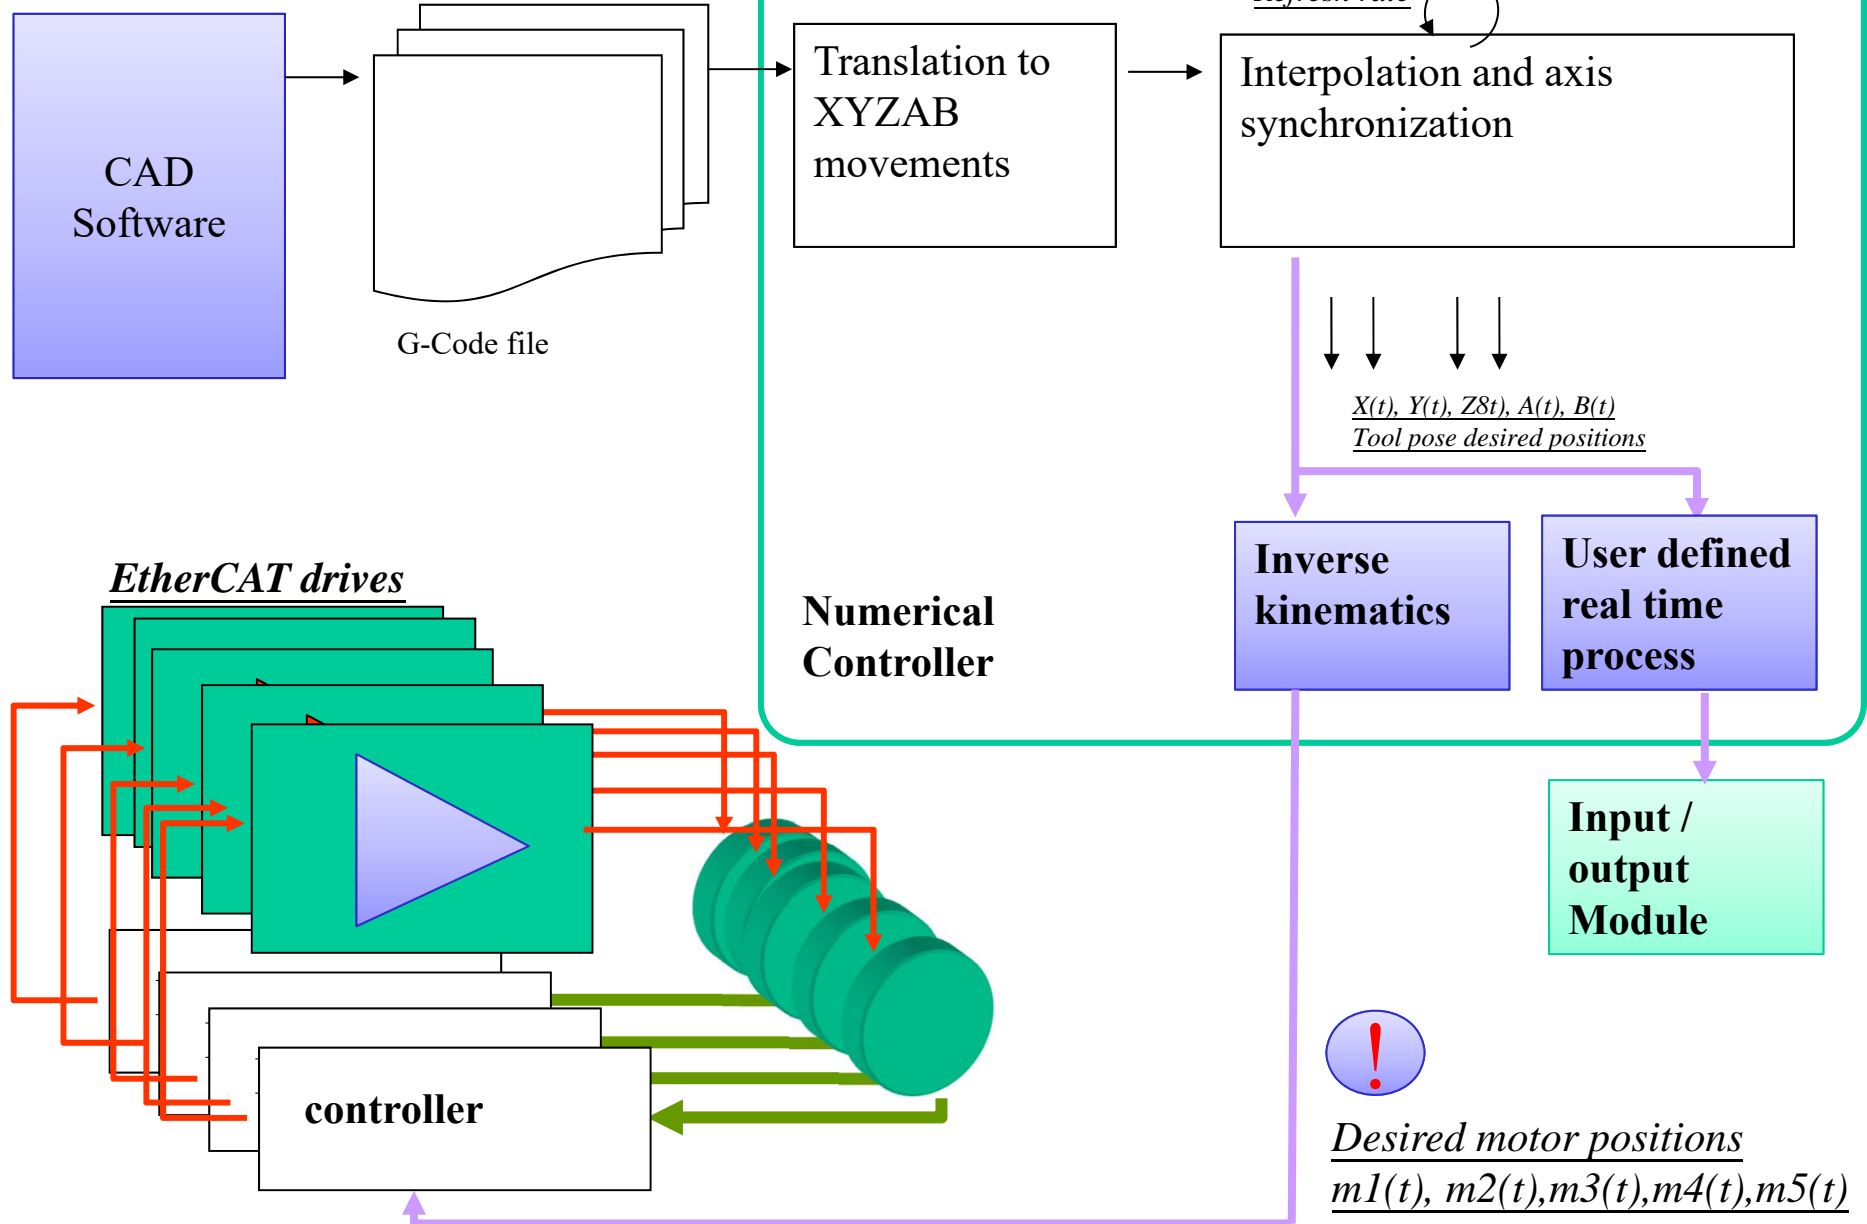 Refresh rate
CAD
Software
G-Code file
Translation to
XYZAB
movements
Interpolation and axis
synchronization
X(t), Y(t), Z8t), A(t), B(t)
Tool pose desired positions
Inverse
kinematics
User defined
real time
process
Numerical
Controller
EtherCAT drives
Input /
output
Module
controller
!
Desired motor positions
m1(t), m2(t),m3(t),m4(t),m5(t)